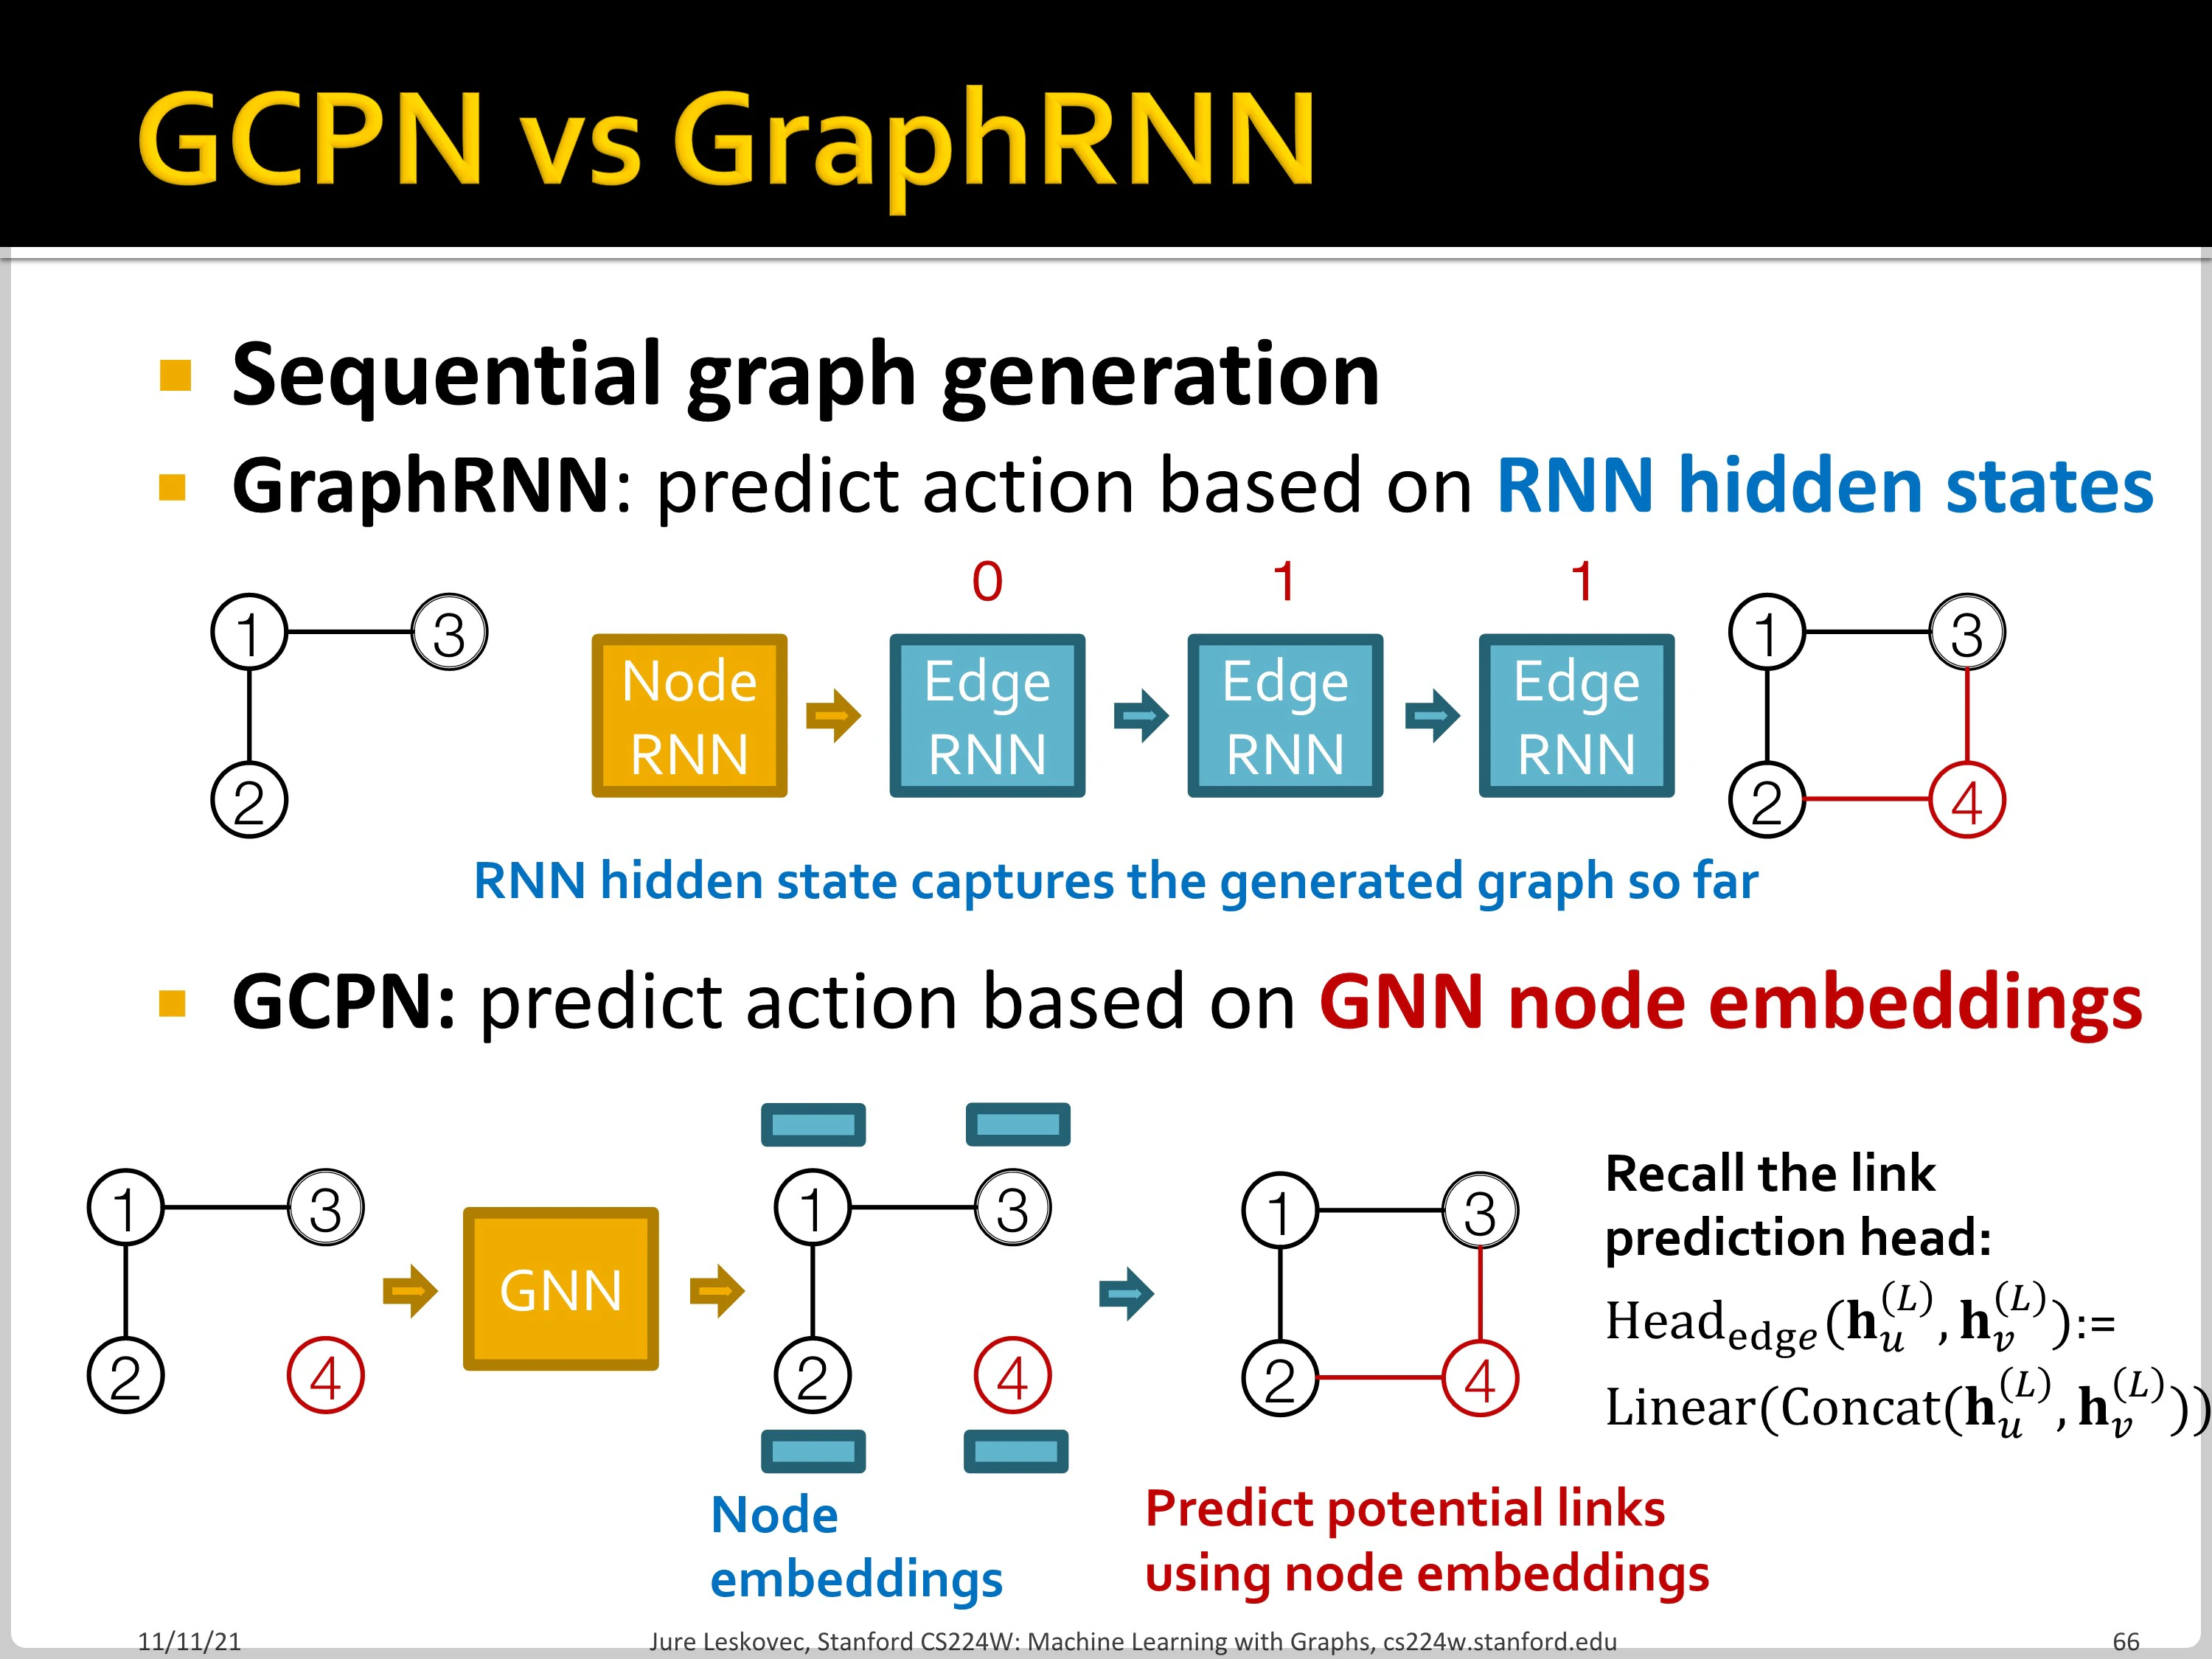 GCPN vs GraphRNN
Sequential graph generation
GraphRNN: predict action based on RNN hidden states
0 1 1
1 3 Node RNN Edge RNN Edge RNN Edge RNN 1 3
2 2 4
RNN hidden state captures the generated graph so far
GCPN: predict action based on GNN node embeddings
1 3 GNN 1 3 1 3
2 4 2 4 2 4
Recall the link
prediction head:
Head_edge(𝐡_u^(L), 𝐡_v^(L)):=
Linear(Concat(𝐡_u^(L), 𝐡_v^(L)))
Node
embeddings
Predict potential links
using node embeddings
11/11/21 Jure Leskovec, Stanford CS224W: Machine Learning with Graphs, cs224w.stanford.edu 66